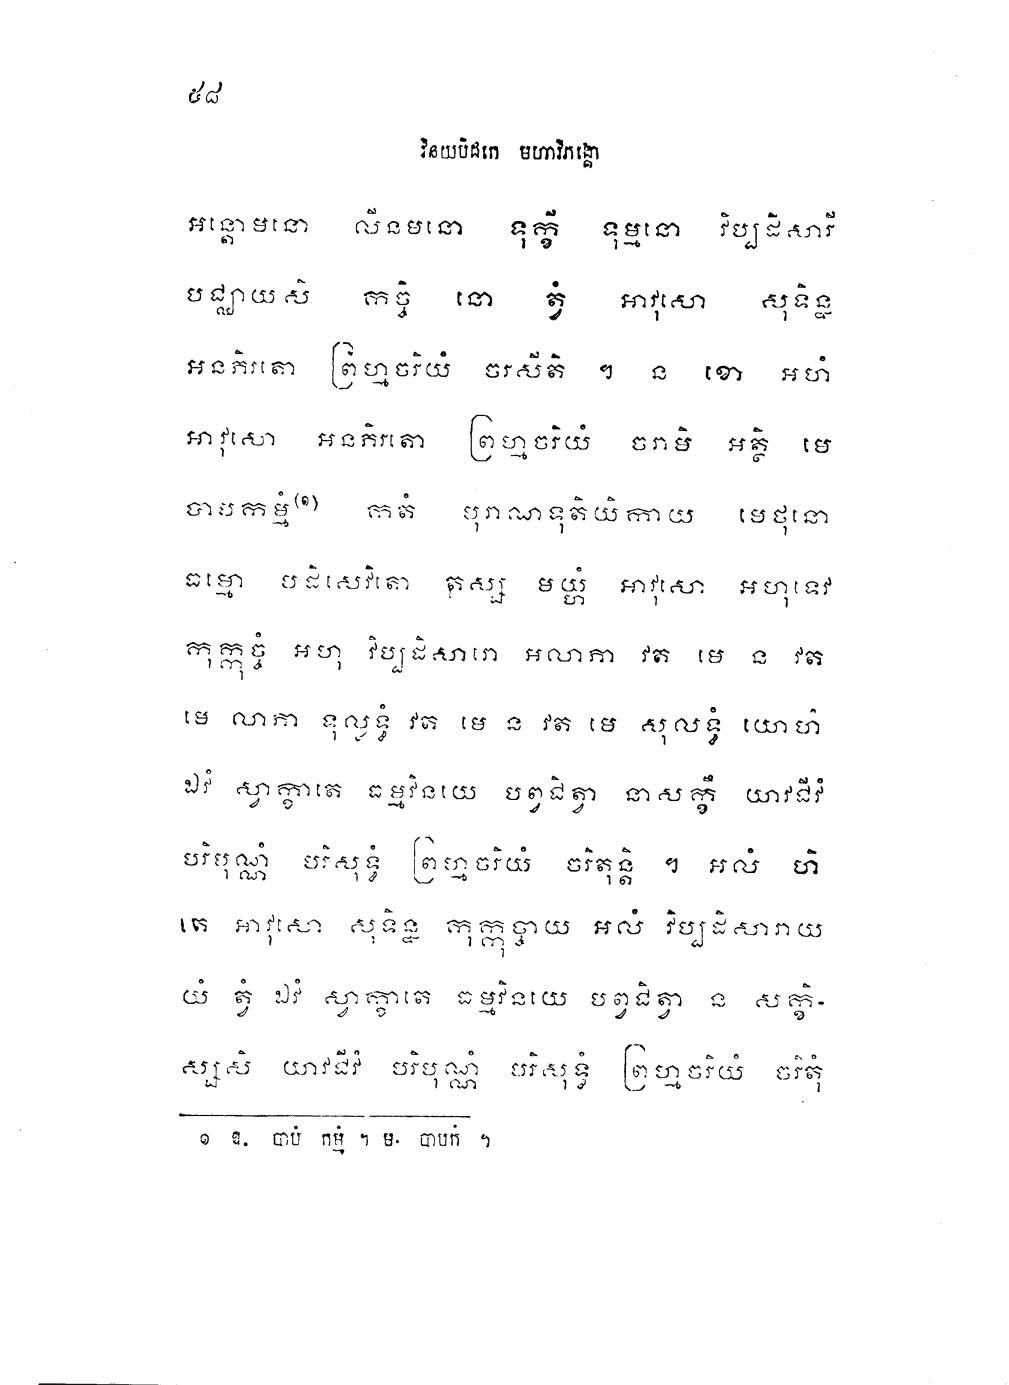 ៥៨
វិនយបិដកេ មហាវិភង្គោ
អន្តោមនោ លីនមនោ ទុក្ខី ទុម្មនោ វិប្បដិសារី
បជ្ឈាយសិ កច្ចិ នោ ត្វំ អាវុសោ សុទិន្ន
អនភិរតោ ព្រហ្មចរិយំ ចរសីតិ ។ ន ខោ អហំ
អាវុសោ អនភិរតោ ព្រហ្មចរិយំ ចរាមិ អត្ថិ មេ
បាបកម្មំ(១) កតំ បុរាណទុតិយិកាយ មេថុនោ
ធម្មោ បដិសេវិតោ តស្ស មយ្ហំ អាវុសោ អហុទេវ
កុក្កុច្ចំ អហុ វិប្បដិសារោ អលាភា វត មេ ន វត
មេ លាភា ទុល្លទ្ធំ វត មេ ន វត មេ សុលទ្ធំ យោហំ
ឯវំ ស្វាក្ខាតេ ធម្មវិនយេ បព្វជិត្វា នាសក្ខឹ យាវជីវំ
បរិបុណ្ណំ បរិសុទ្ធំ ព្រហ្មចរិយំ ចរិតុន្តិ ។ អលំ ហិ
តេ អាវុសោ សុទិន្ន កុក្កុច្ចាយ អលំ វិប្បដិសារាយ
យំ ត្វំ ឯវំ ស្វាក្ខាតេ ធម្មវិនយេ បព្វជិត្វា ន សក្ខិ-
ស្សសិ យាវជីវំ បរិបុណ្ណំ បរិសុទ្ធំ ព្រហ្មចរិយំ ចរិតុំ
១ ឱ. បាបំ កម្មំ ។ ម. បាបកំ ។